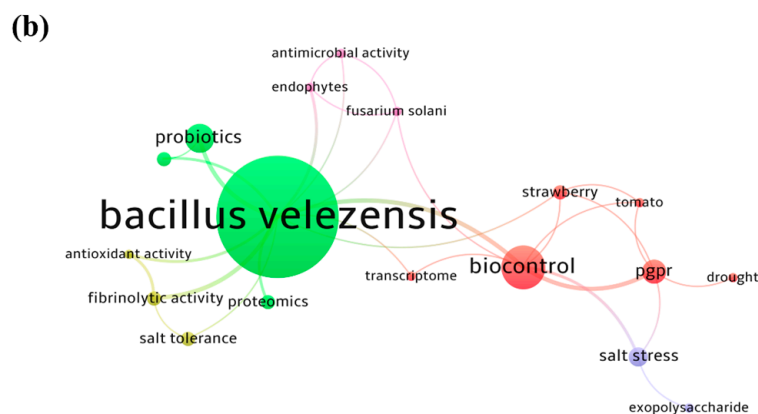 (b)
antimicrobial activity
endophytes
fusarium solani
probiotics
strawberry
tomato
bacillus velezensis
antioxidant activity
transcriptome
biocontrol
pgpr
drought
fibrinolytic activity
proteomics
salt tolerance
salt stress
exopolysaccharide